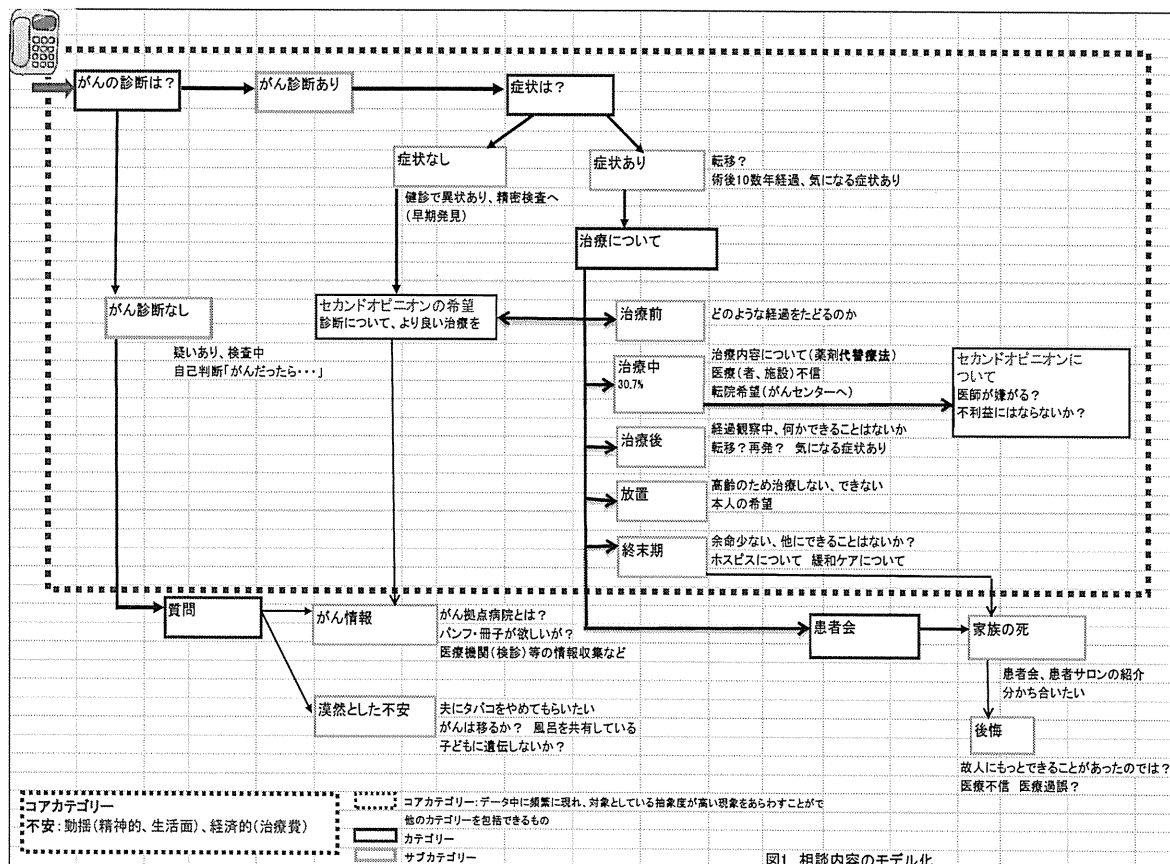 がんの診断は？
がん診断あり
症状は？
症状なし
症状あり
転移？
術後10数年経過、気になる症状あり
健診で異状あり、精密検査へ
(早期発見)
治療について
がん診断なし
セカンドオピニオンの希望
診断について、より良い治療を
治療前
どのような経過をたどるのか
疑いあり、検査中
自己判断「がんだったら・・・」
治療中
30.7%
治療内容について(薬剤代替療法)
医療(者、施設)不信
転院希望(がんセンターへ)
セカンドオピニオンに
ついて
医師が嫌がる？
不利益にはならないか？
治療後
経過観察中、何かできることはないか
転移？再発？ 気になる症状あり
放置
高齢のため治療しない、できない
本人の希望
終末期
余命少ない、他にできることはないか？
ホスピスについて 緩和ケアについて
質問
がん情報
がん拠点病院とは？
パンフ・冊子が欲しいが？
医療機関(検診)等の情報収集など
患者会
家族の死
患者会、患者サロンの紹介
分かち合いたい
漠然とした不安
夫にタバコをやめてもらいたい
がんは移るか？ 風呂を共有している
子どもに遺伝しないか？
後悔
故人にもっとできることがあったのでは？
医療不信 医療過誤？
コアカテゴリー
不安：動揺(精神的、生活面)、経済的(治療費)
コアカテゴリー：データ中に頻繁に現れ、対象としている抽象度が高い現象をあらわすことがで
他のカテゴリーを包括できるもの
カテゴリー
サブカテゴリー
図1 相談内容のモデル化